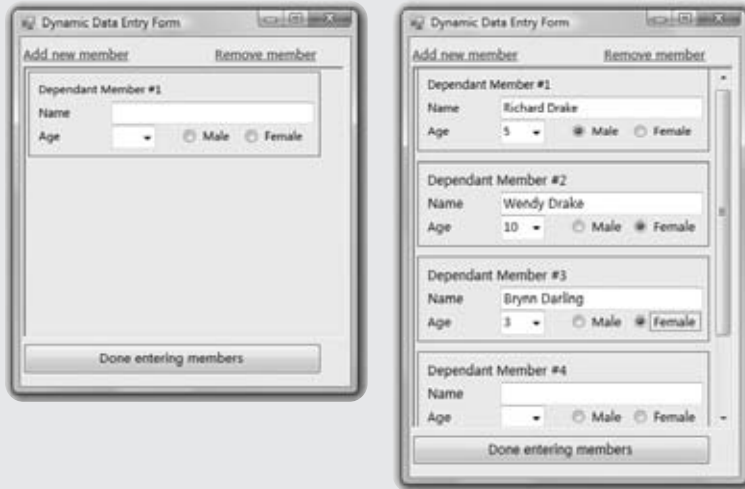 Dynamic Data Entry Form
Add new member Remove member
Dependant Member #1
Name
Age Male Female
Done entering members
Dynamic Data Entry Form
Add new member Remove member
Dependant Member #1
Name Richard Drake
Age 5 Male Female
Dependant Member #2
Name Wendy Drake
Age 10 Male Female
Dependant Member #3
Name Brynn Darling
Age 3 Male Female
Dependant Member #4
Name
Age Male Female
Done entering members